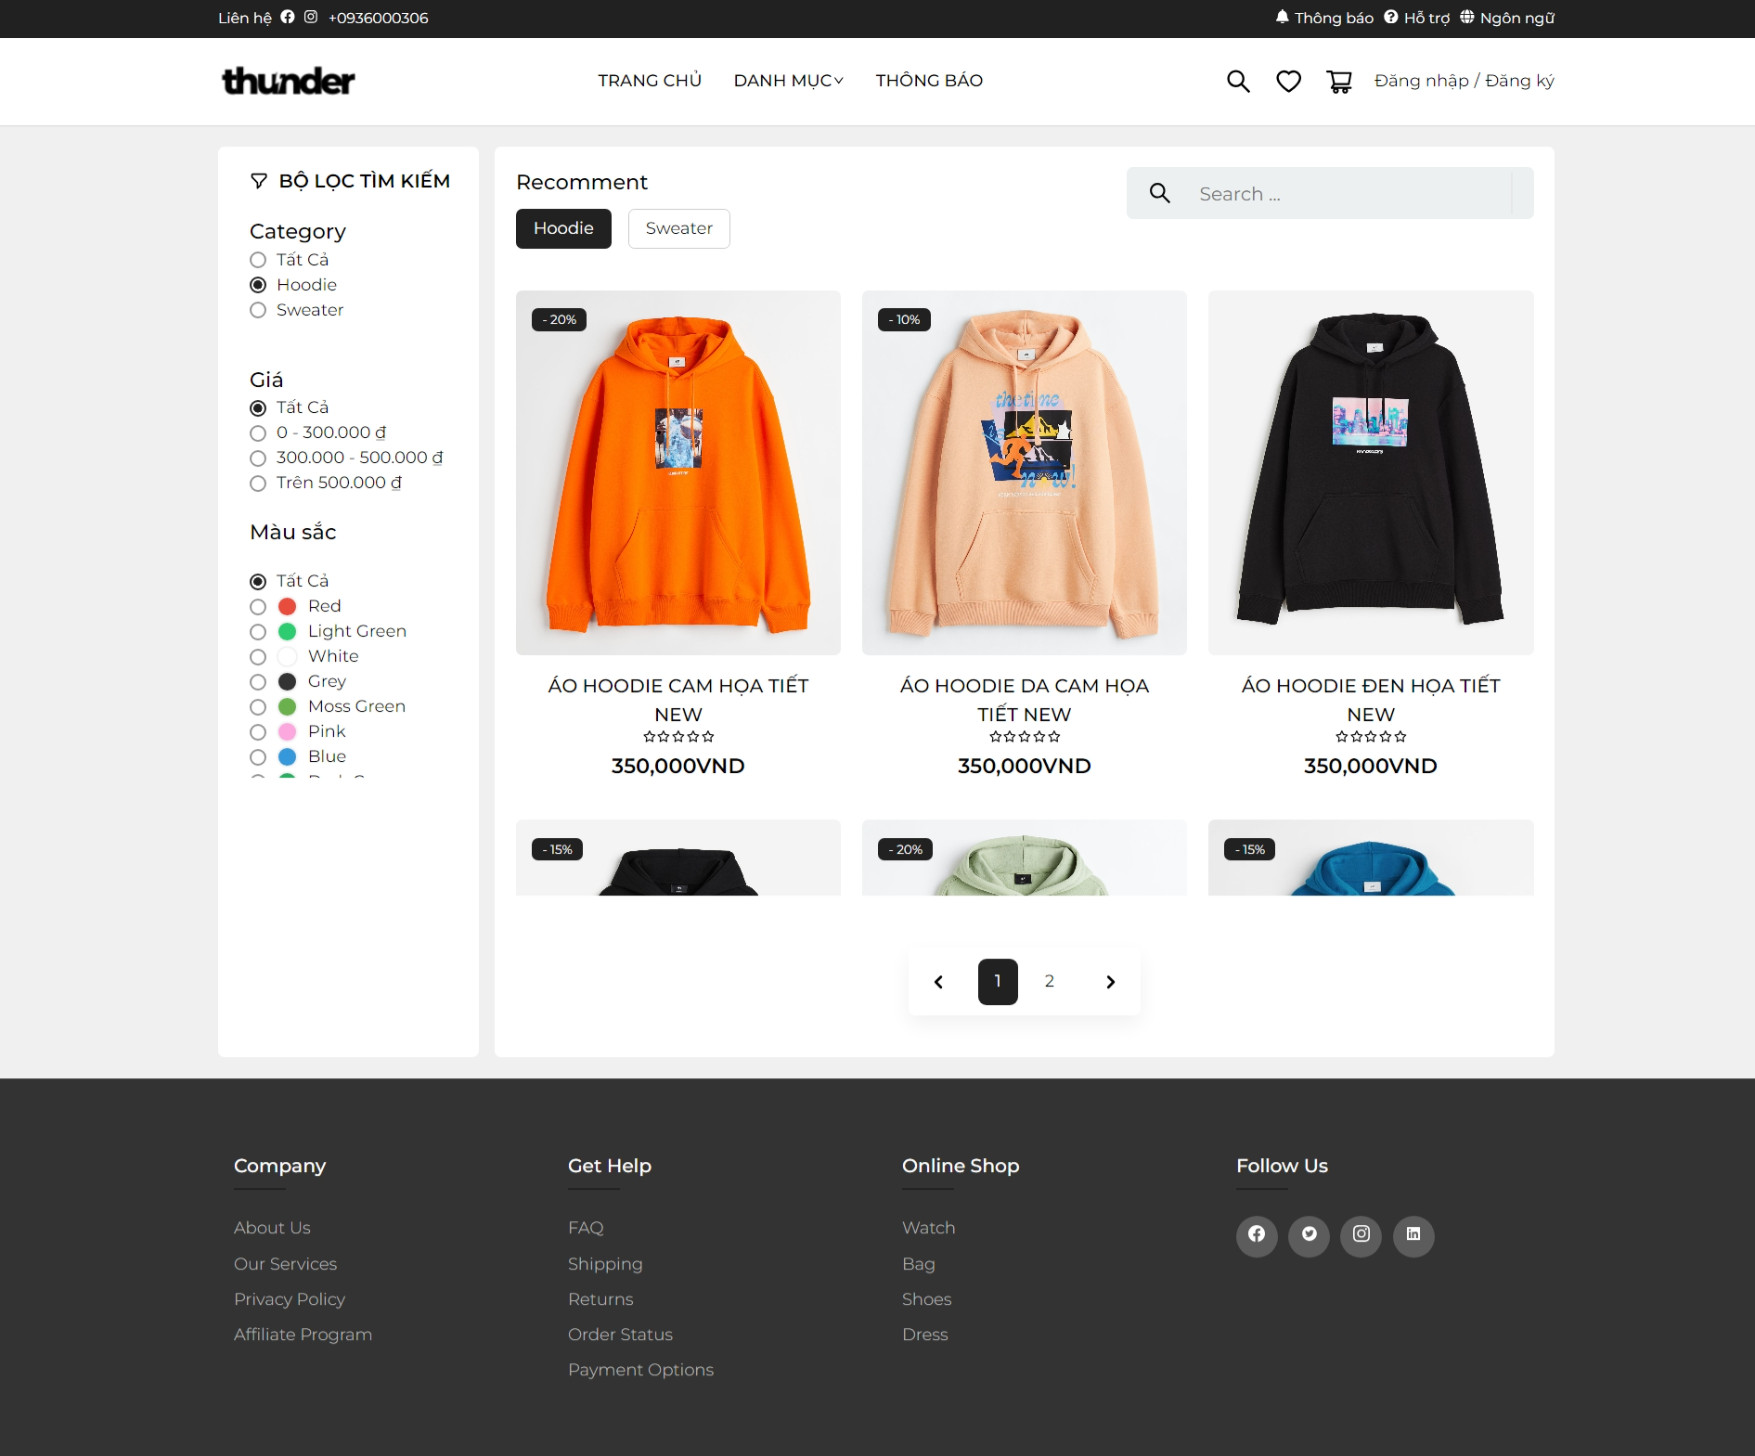 Liên hệ +0936000306
Thông báo Hỗ trợ Ngôn ngữ
thunder
TRANG CHỦ DANH MỤC THÔNG BÁO
Đăng nhập / Đăng ký
BỘ LỌC TÌM KIẾM
Category
Tất Cả
Hoodie
Sweater
Giá
Tất Cả
0 - 300.000 ₫
300.000 - 500.000 ₫
Trên 500.000 ₫
Màu sắc
Tất Cả
Red
Light Green
White
Grey
Moss Green
Pink
Blue
Recomment
Search ...
Hoodie Sweater
- 20%
ÁO HOODIE CAM HỌA TIẾT
NEW
350,000VND
- 10%
the time
now!
ÁO HOODIE DA CAM HỌA
TIẾT NEW
350,000VND
ÁO HOODIE ĐEN HỌA TIẾT
NEW
350,000VND
- 15%
- 20%
- 15%
1 2
Company
About Us
Our Services
Privacy Policy
Affiliate Program
Get Help
FAQ
Shipping
Returns
Order Status
Payment Options
Online Shop
Watch
Bag
Shoes
Dress
Follow Us